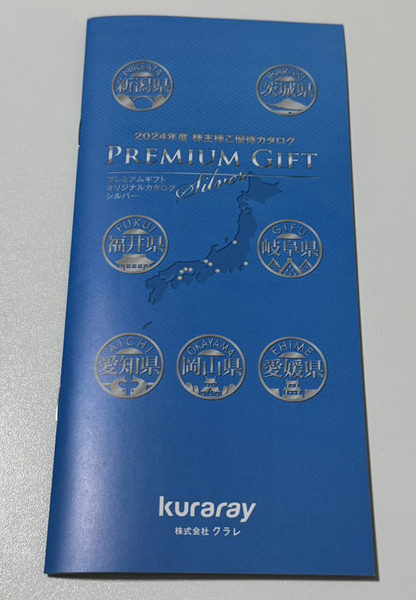 NIIGATA
新潟県
IBARAKI
茨城県
2024年度 株主様ご優待カタログ
PREMIUM GIFT
Silver
プレミアムギフト
オリジナルカタログ
シルバー
FUKUI
福井県
GIFU
岐阜県
AICHI
愛知県
OKAYAMA
岡山県
EHIME
愛媛県
kuraray
株式会社 クラレ